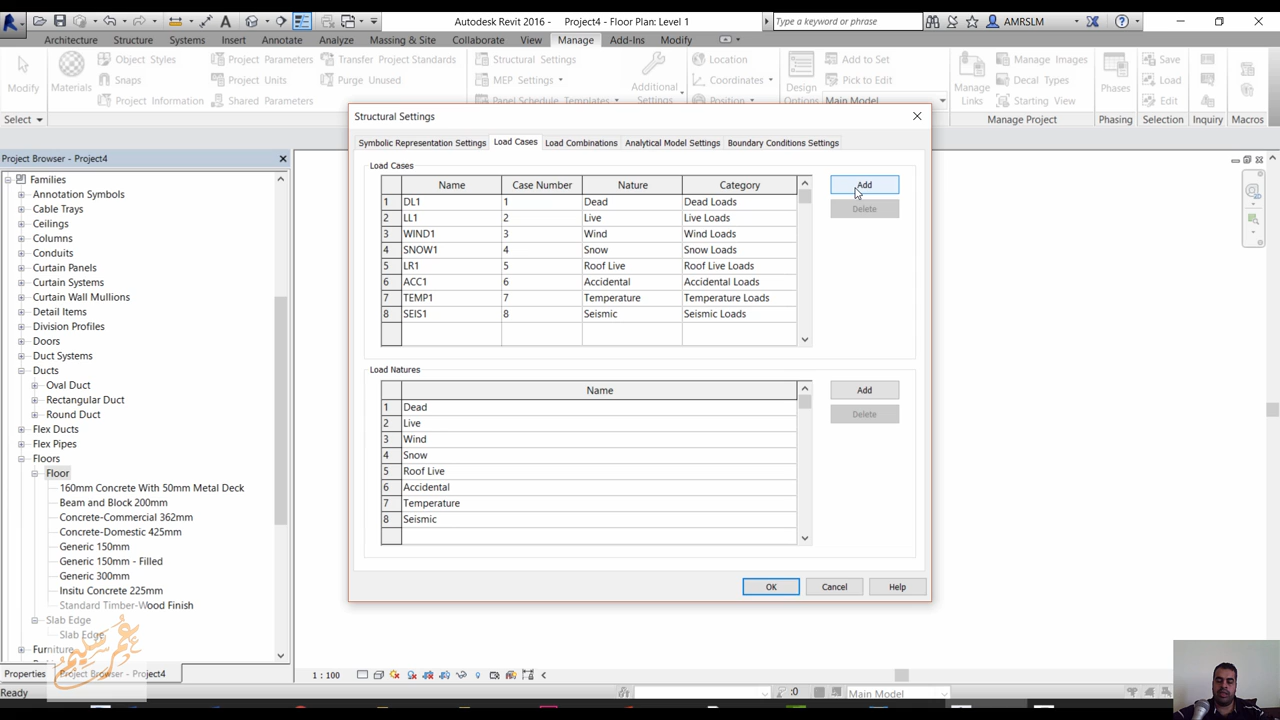 Autodesk Revit 2016 - Project4 - Floor Plan: Level 1
Type a keyword or phrase
AMRSLM
Architecture Structure Systems Insert Annotate Analyze Massing & Site Collaborate View Manage Add-Ins Modify
Modify
Materials
Object Styles
Snaps
Project Information
Project Parameters
Project Units
Shared Parameters
Transfer Project Standards
Purge Unused
Structural Settings
MEP Settings
Panel Schedule Templates
Additional
Settings
Location
Coordinates
Position
Design
Options
Add to Set
Pick to Edit
Main Model
Manage
Links
Manage Images
Decal Types
Starting View
Phases
Save
Load
Edit
Select
Manage Project
Phasing
Selection
Inquiry
Macros
Project Browser - Project4
Families
Annotation Symbols
Cable Trays
Ceilings
Columns
Conduits
Curtain Panels
Curtain Systems
Curtain Wall Mullions
Detail Items
Division Profiles
Doors
Duct Systems
Ducts
Oval Duct
Rectangular Duct
Round Duct
Flex Ducts
Flex Pipes
Floors
Floor
160mm Concrete With 50mm Metal Deck
Beam and Block 200mm
Concrete-Commercial 362mm
Concrete-Domestic 425mm
Generic 150mm
Generic 150mm - Filled
Generic 300mm
Insitu Concrete 225mm
Standard Timber-Wood Finish
Slab Edge
Slab Edge
Furniture
Properties
Project Browser - Project4
Structural Settings
Symbolic Representation Settings Load Cases Load Combinations Analytical Model Settings Boundary Conditions Settings
Load Cases
Name Case Number Nature Category
1 DL1 1 Dead Dead Loads
2 LL1 2 Live Live Loads
3 WIND1 3 Wind Wind Loads
4 SNOW1 4 Snow Snow Loads
5 LR1 5 Roof Live Roof Live Loads
6 ACC1 6 Accidental Accidental Loads
7 TEMP1 7 Temperature Temperature Loads
8 SEIS1 8 Seismic Seismic Loads
Add
Delete
Load Natures
Name
1 Dead
2 Live
3 Wind
4 Snow
5 Roof Live
6 Accidental
7 Temperature
8 Seismic
Add
Delete
OK Cancel Help
1 : 100
Ready
:0
Main Model
عمر سليم